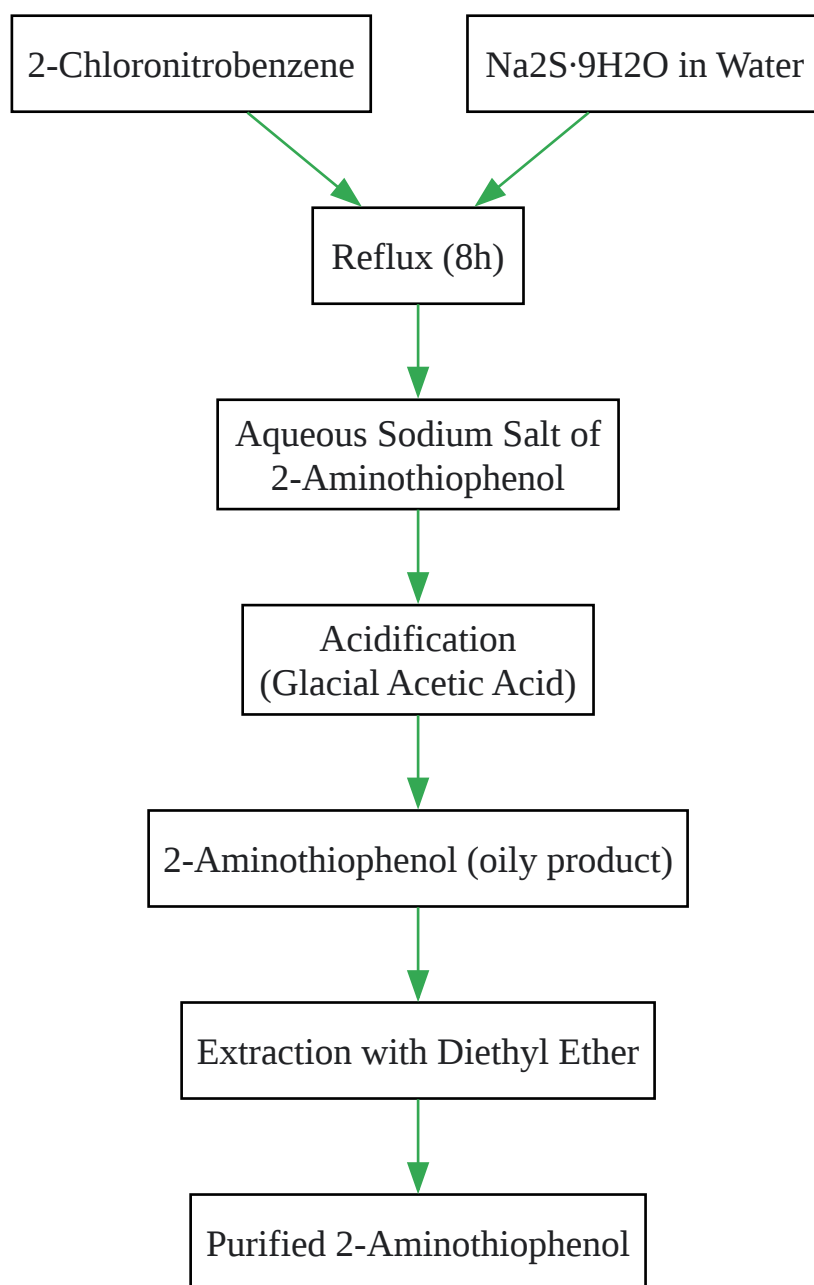 2-Chloronitrobenzene
Na2S·9H2O in Water
Reflux (8h)
Aqueous Sodium Salt of
2-Aminothiophenol
Acidification
(Glacial Acetic Acid)
2-Aminothiophenol (oily product)
Extraction with Diethyl Ether
Purified 2-Aminothiophenol